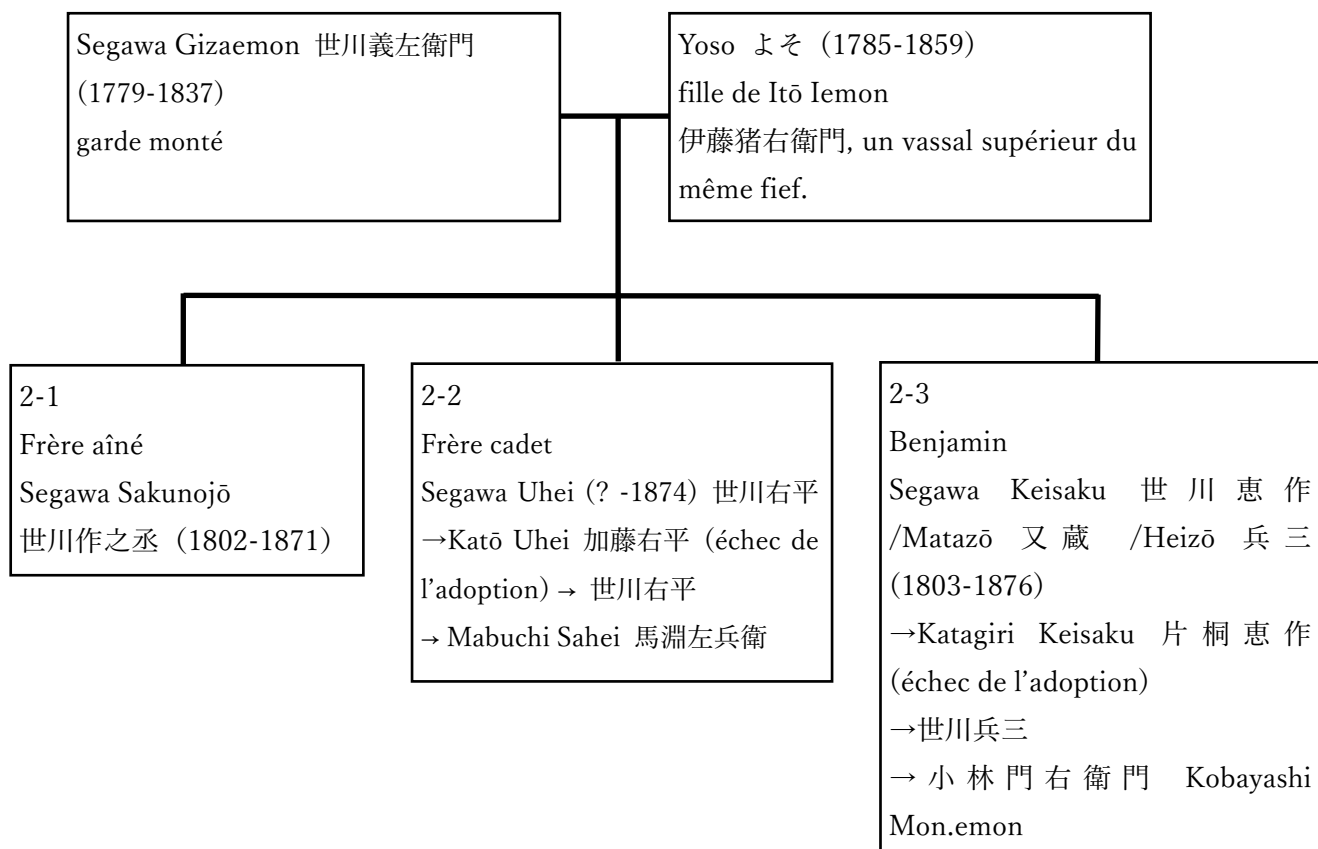 Segawa Gizaemon 世川義左衛門
(1779-1837)
garde monté
Yoso よそ (1785-1859)
fille de Itō Iemon
伊藤猪右衛門, un vassal supérieur du
même fief.
2-1
Frère aîné
Segawa Sakunojō
世川作之丞 (1802-1871)
2-2
Frère cadet
Segawa Uhei (? -1874) 世川右平
→Katō Uhei 加藤右平 (échec de
l’adoption) → 世川右平
→ Mabuchi Sahei 馬淵左兵衛
2-3
Benjamin
Segawa Keisaku 世川恵作
/Matazō 又蔵 /Heizō 兵三
(1803-1876)
→Katagiri Keisaku 片桐恵作
(échec de l’adoption)
→世川兵三
→ 小林門右衛門 Kobayashi
Mon.emon